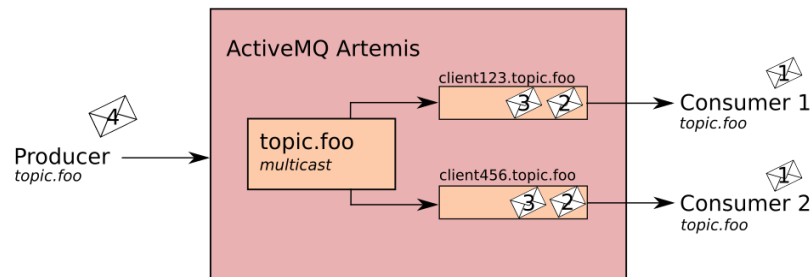 ActiveMQ Artemis
client123.topic.foo
3 2
1
Consumer 1
topic.foo
4
Producer
topic.foo
topic.foo
multicast
client456.topic.foo
3 2
1
Consumer 2
topic.foo